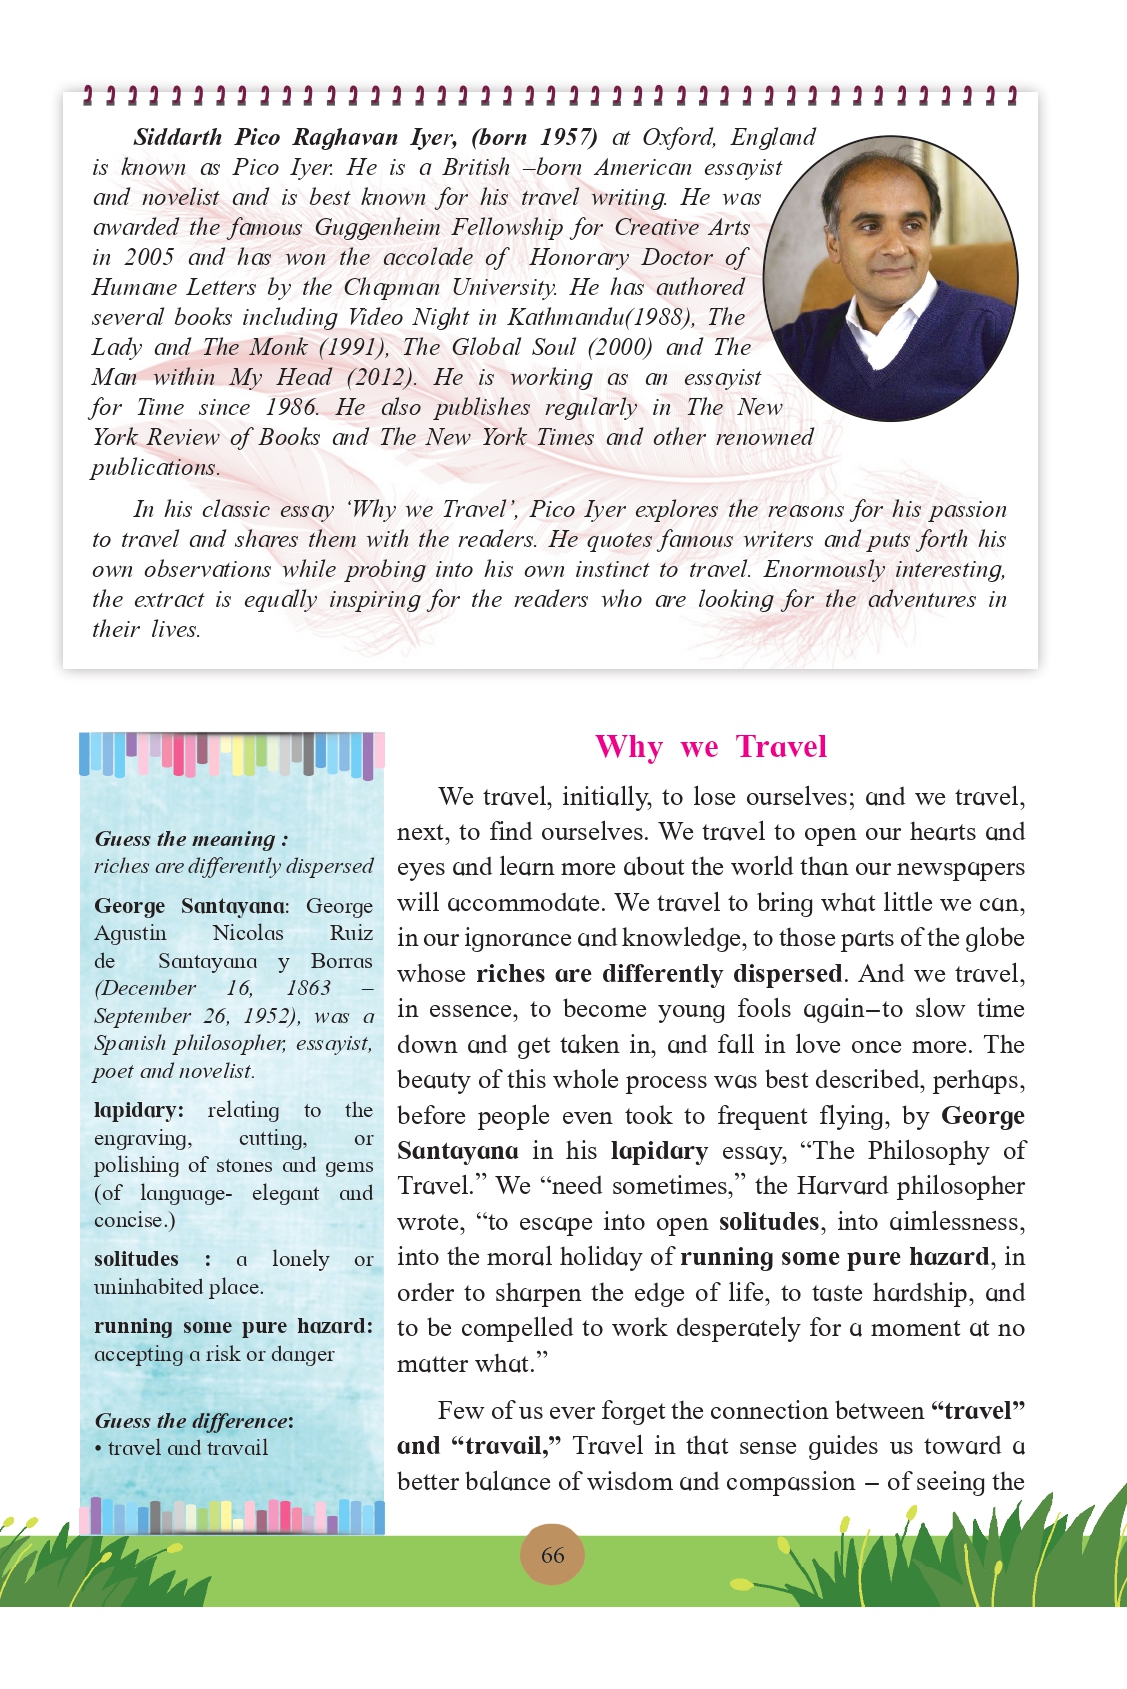 Siddarth Pico Raghavan Iyer, (born 1957) at Oxford, England
is known as Pico Iyer. He is a British –born American essayist
and novelist and is best known for his travel writing. He was
awarded the famous Guggenheim Fellowship for Creative Arts
in 2005 and has won the accolade of Honorary Doctor of
Humane Letters by the Chapman University. He has authored
several books including Video Night in Kathmandu(1988), The
Lady and The Monk (1991), The Global Soul (2000) and The
Man within My Head (2012). He is working as an essayist
for Time since 1986. He also publishes regularly in The New
York Review of Books and The New York Times and other renowned
publications.
In his classic essay ‘Why we Travel’, Pico Iyer explores the reasons for his passion
to travel and shares them with the readers. He quotes famous writers and puts forth his
own observations while probing into his own instinct to travel. Enormously interesting,
the extract is equally inspiring for the readers who are looking for the adventures in
their lives.
Guess the meaning :
riches are differently dispersed
George Santayana: George
Agustin Nicolas Ruiz
de Santayana y Borras
(December 16, 1863 –
September 26, 1952), was a
Spanish philosopher, essayist,
poet and novelist.
lapidary: relating to the
engraving, cutting, or
polishing of stones and gems
(of language- elegant and
concise.)
solitudes : a lonely or
uninhabited place.
running some pure hazard:
accepting a risk or danger
Guess the difference:
• travel and travail
Why we Travel
We travel, initially, to lose ourselves; and we travel,
next, to find ourselves. We travel to open our hearts and
eyes and learn more about the world than our newspapers
will accommodate. We travel to bring what little we can,
in our ignorance and knowledge, to those parts of the globe
whose riches are differently dispersed. And we travel,
in essence, to become young fools again–to slow time
down and get taken in, and fall in love once more. The
beauty of this whole process was best described, perhaps,
before people even took to frequent flying, by George
Santayana in his lapidary essay, “The Philosophy of
Travel.” We “need sometimes,” the Harvard philosopher
wrote, “to escape into open solitudes, into aimlessness,
into the moral holiday of running some pure hazard, in
order to sharpen the edge of life, to taste hardship, and
to be compelled to work desperately for a moment at no
matter what.”
Few of us ever forget the connection between “travel”
and “travail,” Travel in that sense guides us toward a
better balance of wisdom and compassion – of seeing the
66